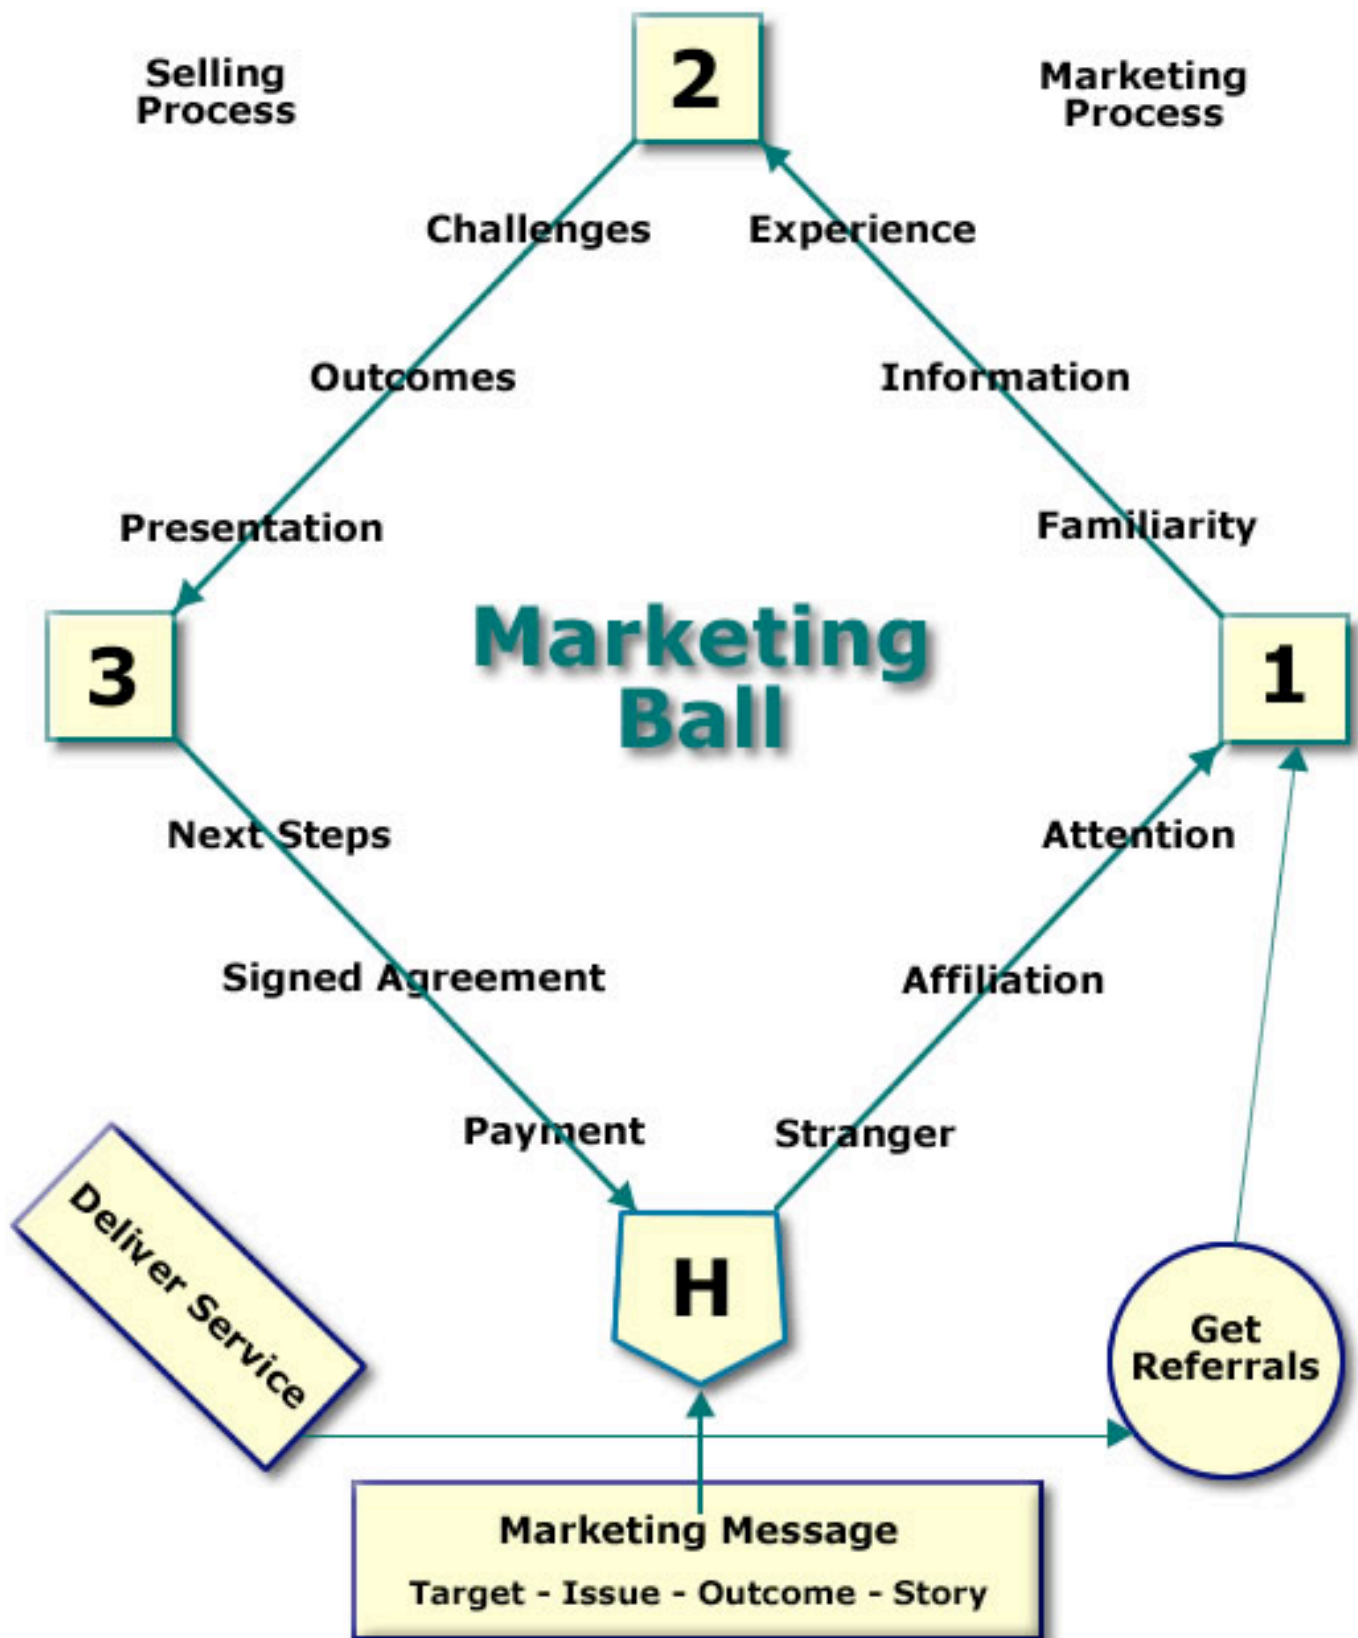 2
Selling
Process
Marketing
Process
Challenges
Experience
Outcomes
Information
Presentation
Familiarity
Marketing
Ball
3
1
Next Steps
Attention
Signed Agreement
Affiliation
Payment
Stranger
Deliver Service
H
Get
Referrals
Marketing Message
Target - Issue - Outcome - Story